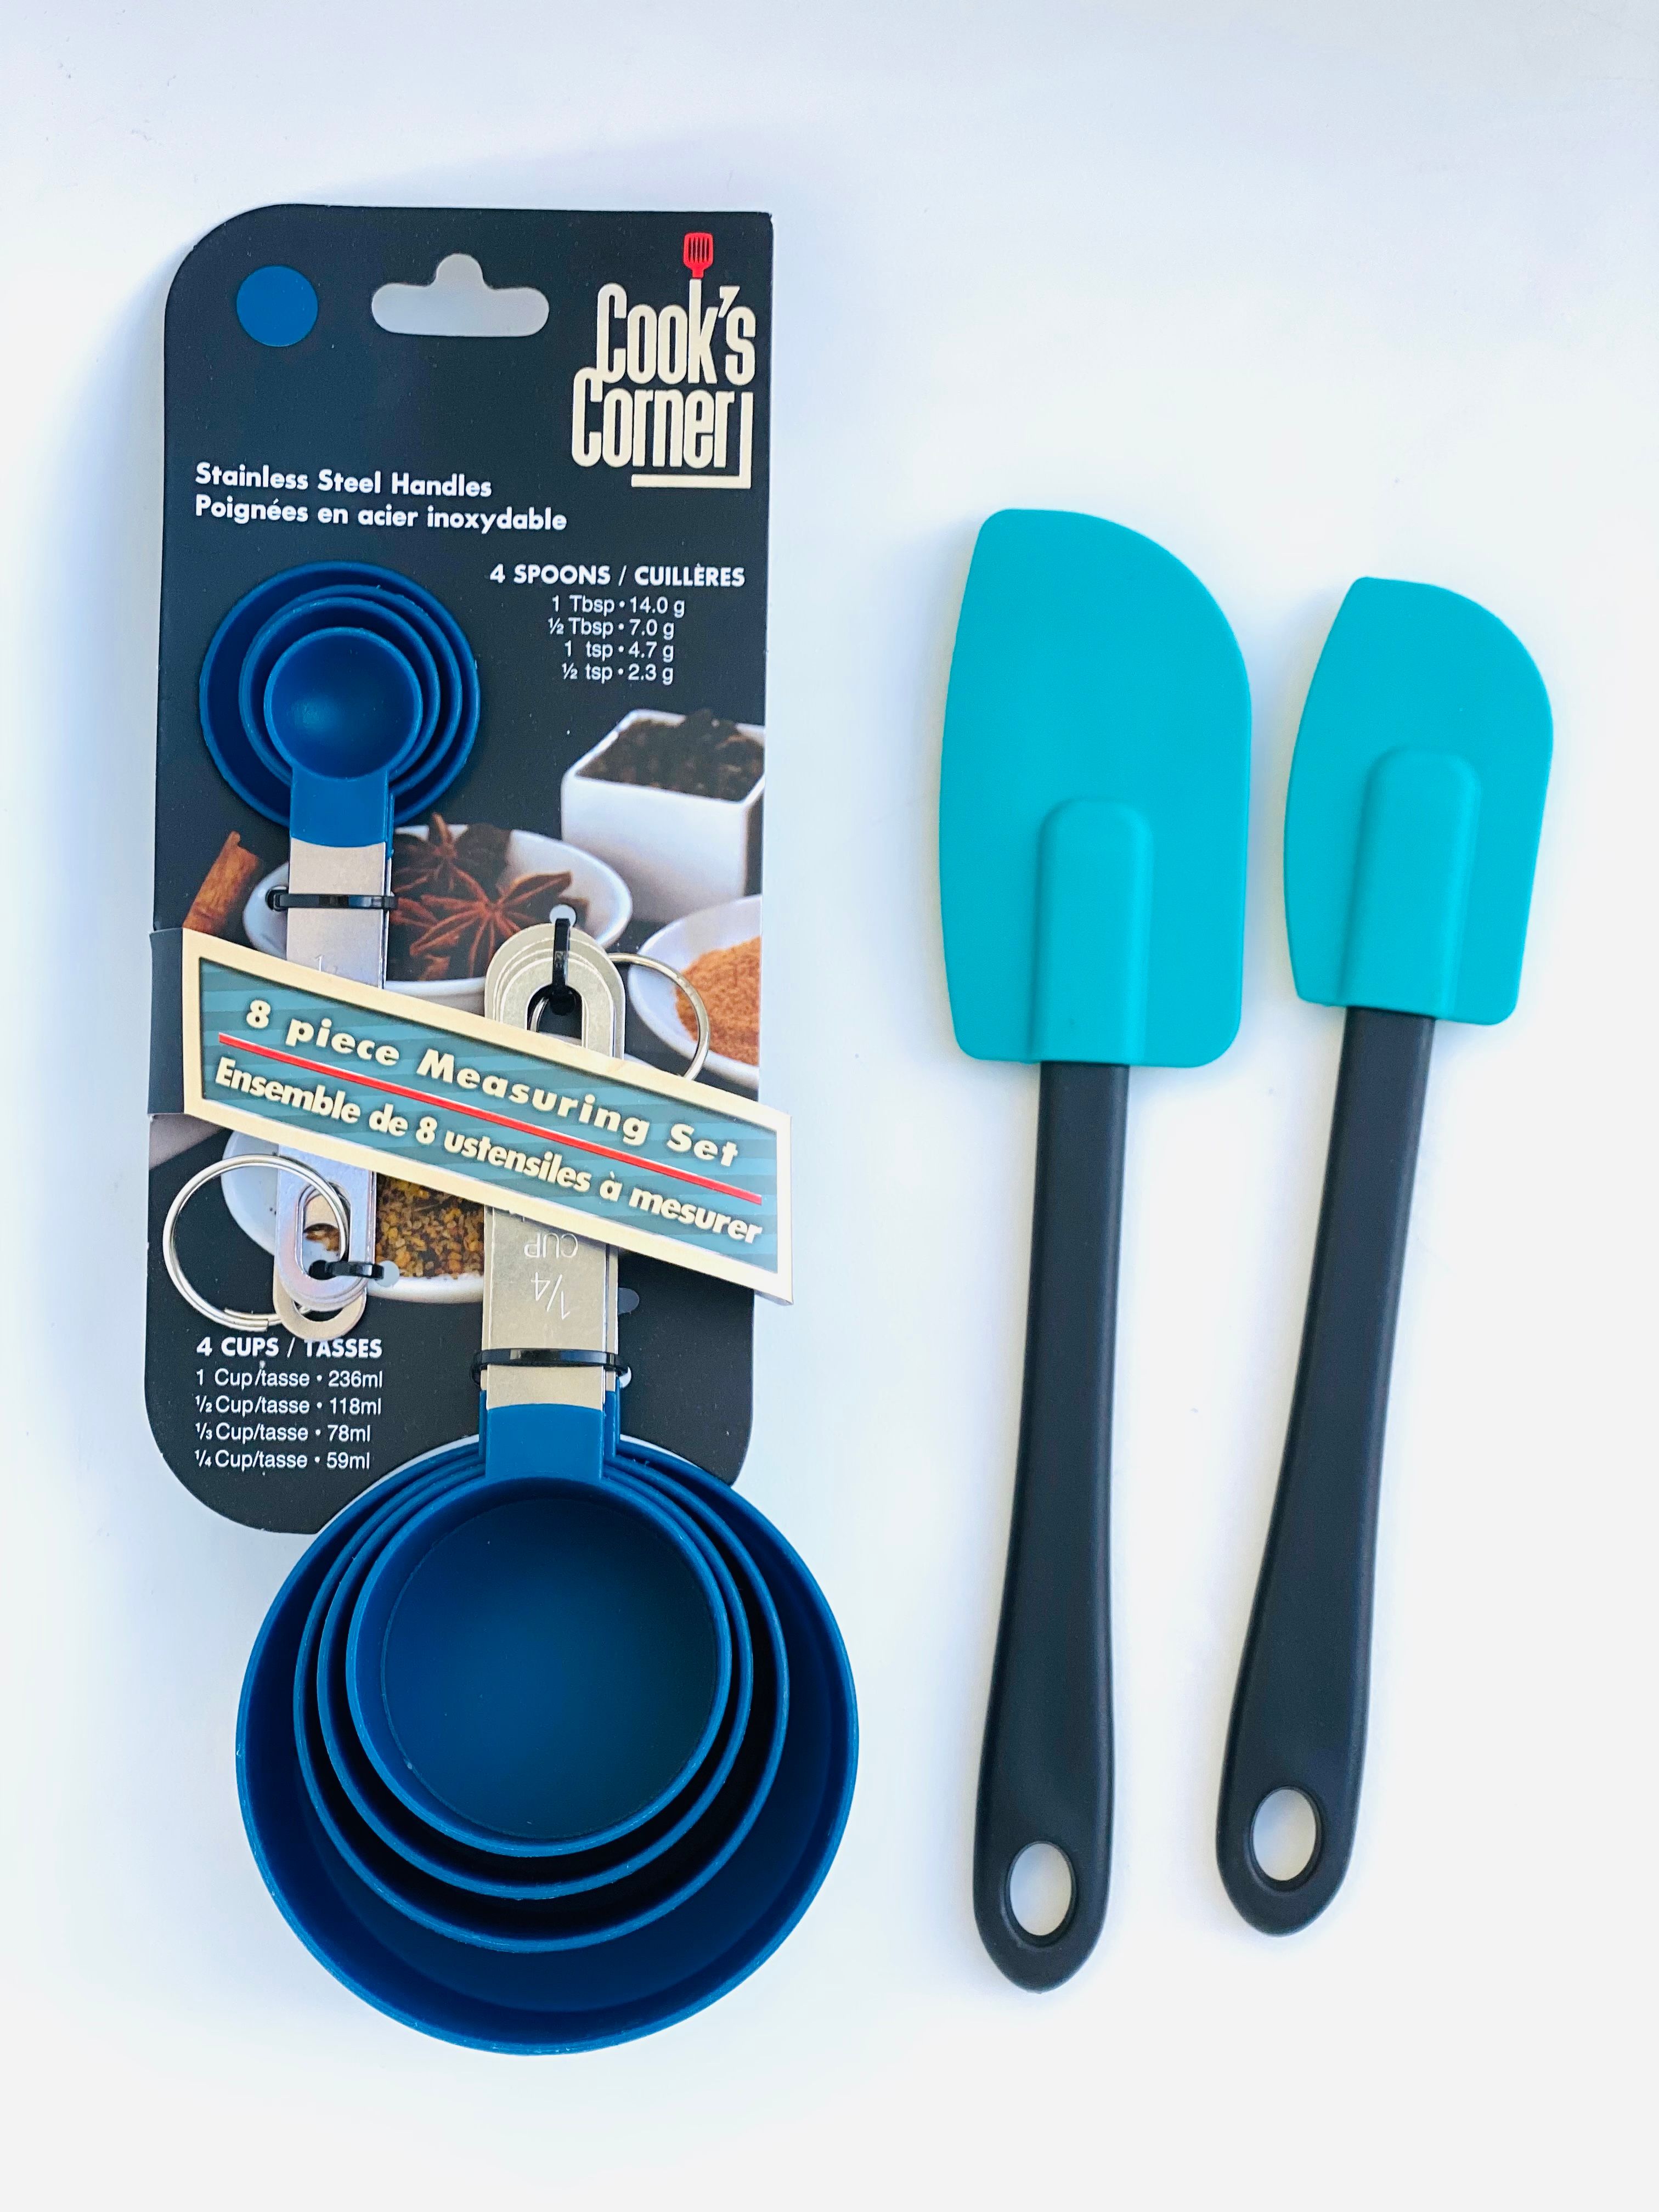 Cook's
Corner
Stainless Steel Handles
Poignées en acier inoxydable
4 SPOONS / CUILLÈRES
1 Tbsp • 14.0 g
½ Tbsp • 7.0 g
1 tsp • 4.7 g
½ tsp • 2.3 g
8 piece Measuring Set
Ensemble de 8 ustensiles à mesurer
CUP
1/4
4 CUPS / TASSES
1 Cup/tasse • 236ml
½ Cup/tasse • 118ml
⅓ Cup/tasse • 78ml
¼ Cup/tasse • 59ml